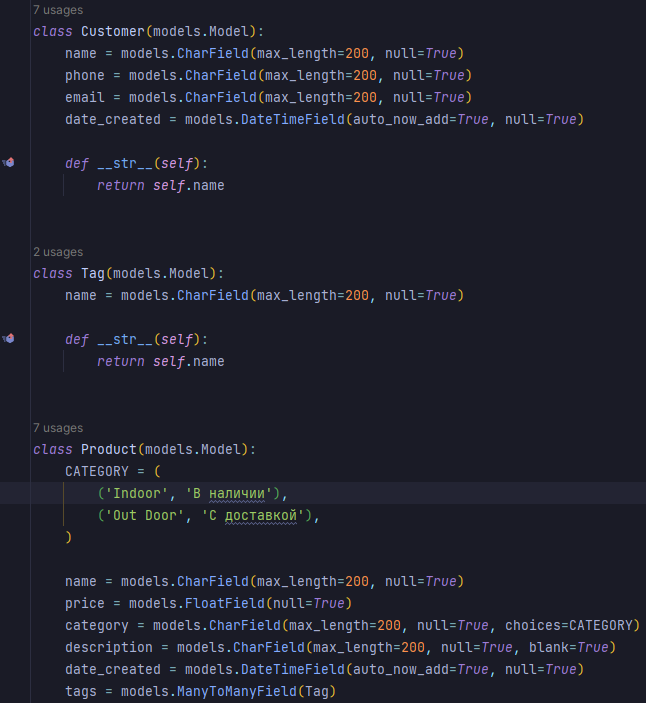 7 usages
class Customer(models.Model):
    name = models.CharField(max_length=200, null=True)
    phone = models.CharField(max_length=200, null=True)
    email = models.CharField(max_length=200, null=True)
    date_created = models.DateTimeField(auto_now_add=True, null=True)
    def __str__(self):
        return self.name
2 usages
class Tag(models.Model):
    name = models.CharField(max_length=200, null=True)
    def __str__(self):
        return self.name
7 usages
class Product(models.Model):
    CATEGORY = (
        ('Indoor', 'В наличии'),
        ('Out Door', 'С доставкой'),
    )
    name = models.CharField(max_length=200, null=True)
    price = models.FloatField(null=True)
    category = models.CharField(max_length=200, null=True, choices=CATEGORY)
    description = models.CharField(max_length=200, null=True, blank=True)
    date_created = models.DateTimeField(auto_now_add=True, null=True)
    tags = models.ManyToManyField(Tag)